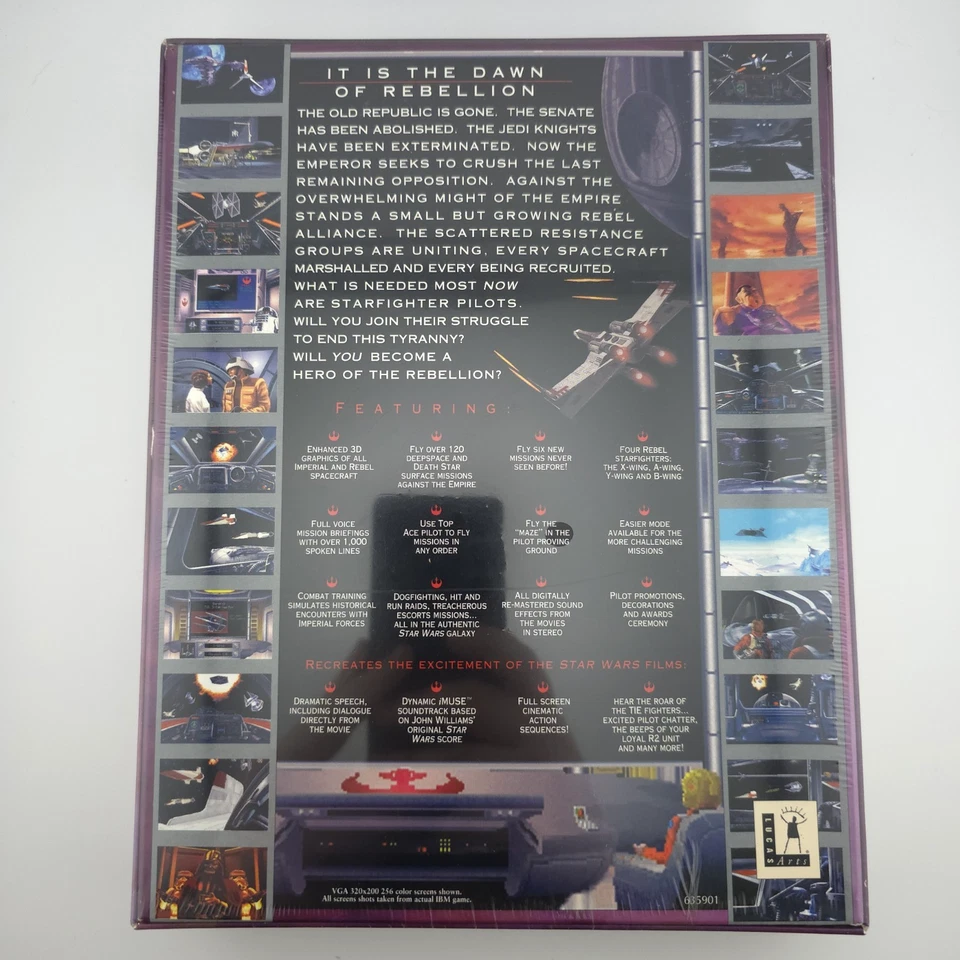 IT IS THE DAWN
OF REBELLION
THE OLD REPUBLIC IS GONE. THE SENATE
HAS BEEN ABOLISHED. THE JEDI KNIGHTS
HAVE BEEN EXTERMINATED. NOW THE
EMPEROR SEEKS TO CRUSH THE LAST
REMAINING OPPOSITION. AGAINST THE
OVERWHELMING MIGHT OF THE EMPIRE
STANDS A SMALL BUT GROWING REBEL
ALLIANCE. THE SCATTERED RESISTANCE
GROUPS ARE UNITING, EVERY SPACECRAFT
MARSHALLED AND EVERY BEING RECRUITED.
WHAT IS NEEDED MOST NOW
ARE STARFIGHTER PILOTS.
WILL YOU JOIN THEIR STRUGGLE
TO END THIS TYRANNY?
WILL YOU BECOME A
HERO OF THE REBELLION?
FEATURING:
ENHANCED 3D
GRAPHICS OF ALL
IMPERIAL AND REBEL
SPACECRAFT
FLY OVER 120
DEEPSPACE AND
DEATH STAR
SURFACE MISSIONS
AGAINST THE EMPIRE
FLY SIX NEW
MISSIONS NEVER
SEEN BEFORE!
FOUR REBEL
STARFIGHTERS:
THE X-WING, A-WING,
Y-WING AND B-WING
FULL VOICE
MISSION BRIEFINGS
WITH OVER 1,000
SPOKEN LINES
USE TOP
ACE PILOT TO FLY
MISSIONS IN
ANY ORDER
FLY THE
"MAZE" IN THE
PILOT PROVING
GROUND
EASIER MODE
AVAILABLE FOR THE
MORE CHALLENGING
MISSIONS
COMBAT TRAINING
SIMULATES HISTORICAL
ENCOUNTERS WITH
IMPERIAL FORCES
DOGFIGHTING, HIT AND
RUN RAIDS, TREACHEROUS
ESCORTS MISSIONS...
ALL IN THE AUTHENTIC
STAR WARS GALAXY
ALL DIGITALLY
RE-MASTERED SOUND
EFFECTS FROM
THE MOVIES
IN STEREO
PILOT PROMOTIONS,
DECORATIONS
AND AWARDS
CEREMONY
RECREATES THE EXCITEMENT OF THE STAR WARS FILMS:
DRAMATIC SPEECH,
INCLUDING DIALOGUE
DIRECTLY FROM
THE MOVIE
DYNAMIC iMUSE™
SOUNDTRACK BASED
ON JOHN WILLIAMS'
ORIGINAL STAR
WARS SCORE
FULL SCREEN
CINEMATIC
ACTION
SEQUENCES!
HEAR THE ROAR OF
THE TIE FIGHTERS...
EXCITED PILOT CHATTER,
THE BEEPS OF YOUR
LOYAL R2 UNIT
AND MANY MORE!
LUCAS
Arts
VGA 320x200 256 color screens shown.
All screens shots taken from actual IBM game.
635901